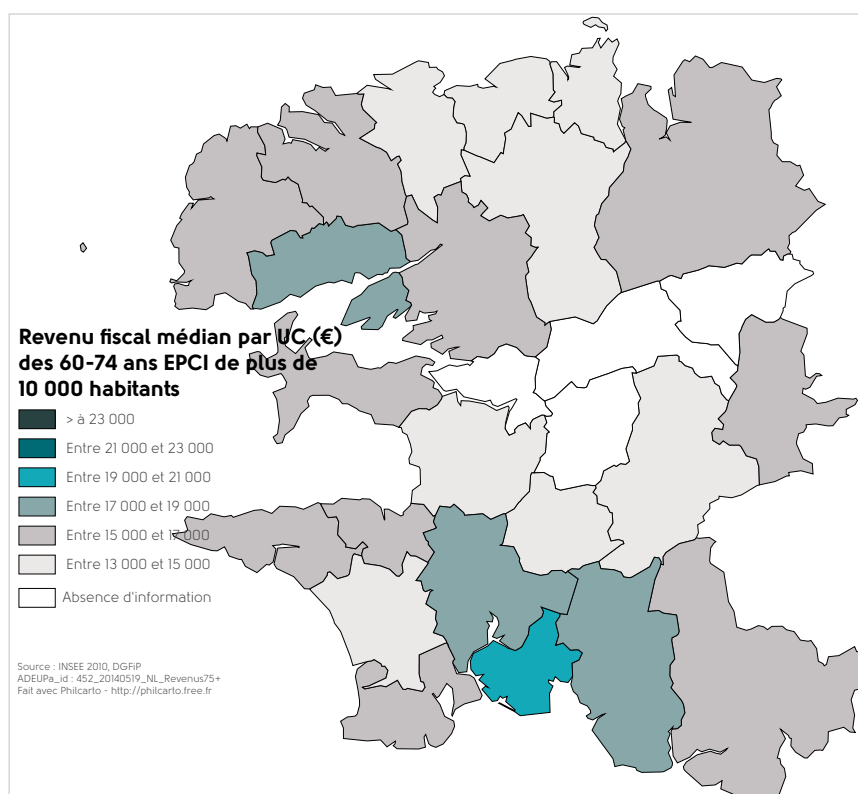 Revenu fiscal médian par UC (€)
des 60-74 ans EPCI de plus de
10 000 habitants
> à 23 000
Entre 21 000 et 23 000
Entre 19 000 et 21 000
Entre 17 000 et 19 000
Entre 15 000 et 17 000
Entre 13 000 et 15 000
Absence d'information
Source : INSEE 2010, DGFiP
ADEUPa_id : 452_20140519_NL_Revenus75+
Fait avec Philcarto - http://philcarto.free.fr